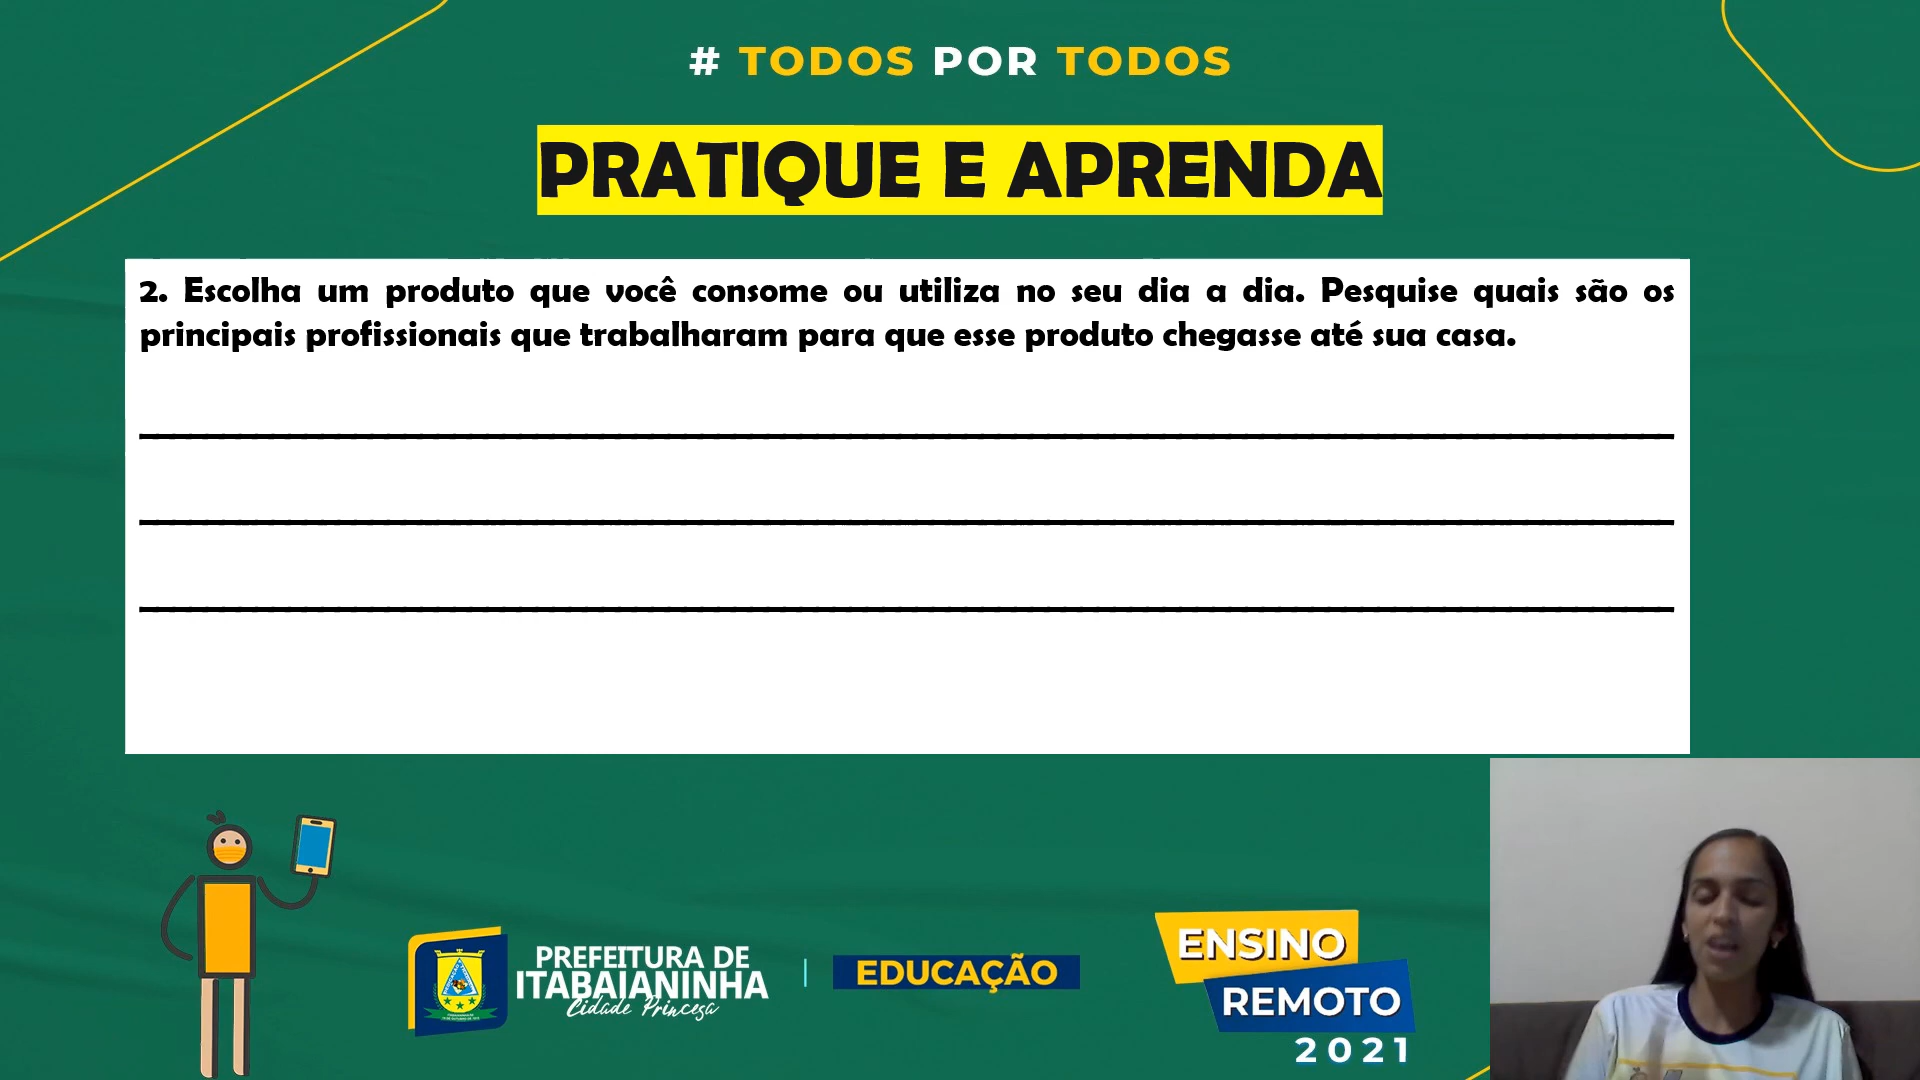 # TODOS POR TODOS
PRATIQUE E APRENDA
2. Escolha um produto que você consome ou utiliza no seu dia a dia. Pesquise quais são os
principais profissionais que trabalharam para que esse produto chegasse até sua casa.
PREFEITURA DE
ITABAIANINHA
Cidade Princesa
EDUCAÇÃO
ENSINO
REMOTO
2021